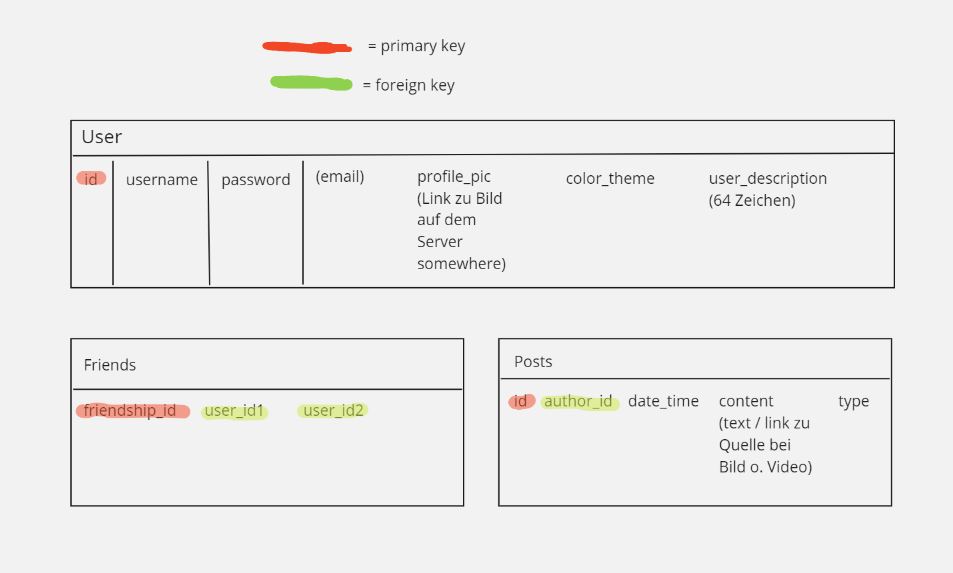 = primary key
= foreign key
User
id username password (email) profile_pic color_theme user_description
(Link zu Bild (64 Zeichen)
auf dem
Server
somewhere)
Friends
friendship_id user_id1 user_id2
Posts
id author_id date_time content type
(text / link zu
Quelle bei
Bild o. Video)